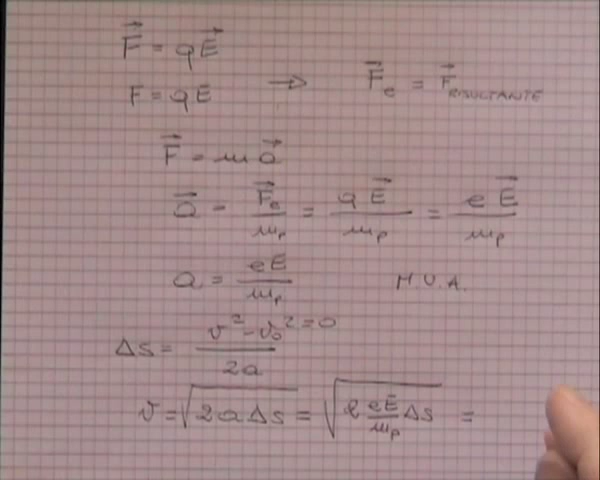 F⃗ = qE⃗
F = qE → F⃗e = F⃗RISULTANTE
F⃗ = m a⃗
a⃗ = F⃗e/mp = qE⃗/mp = eE⃗/mp
a = eE/mp M.U.A.
Δs = v² - v₀² = 0 / 2a
v = √2aΔs = √2 eE/mp Δs =